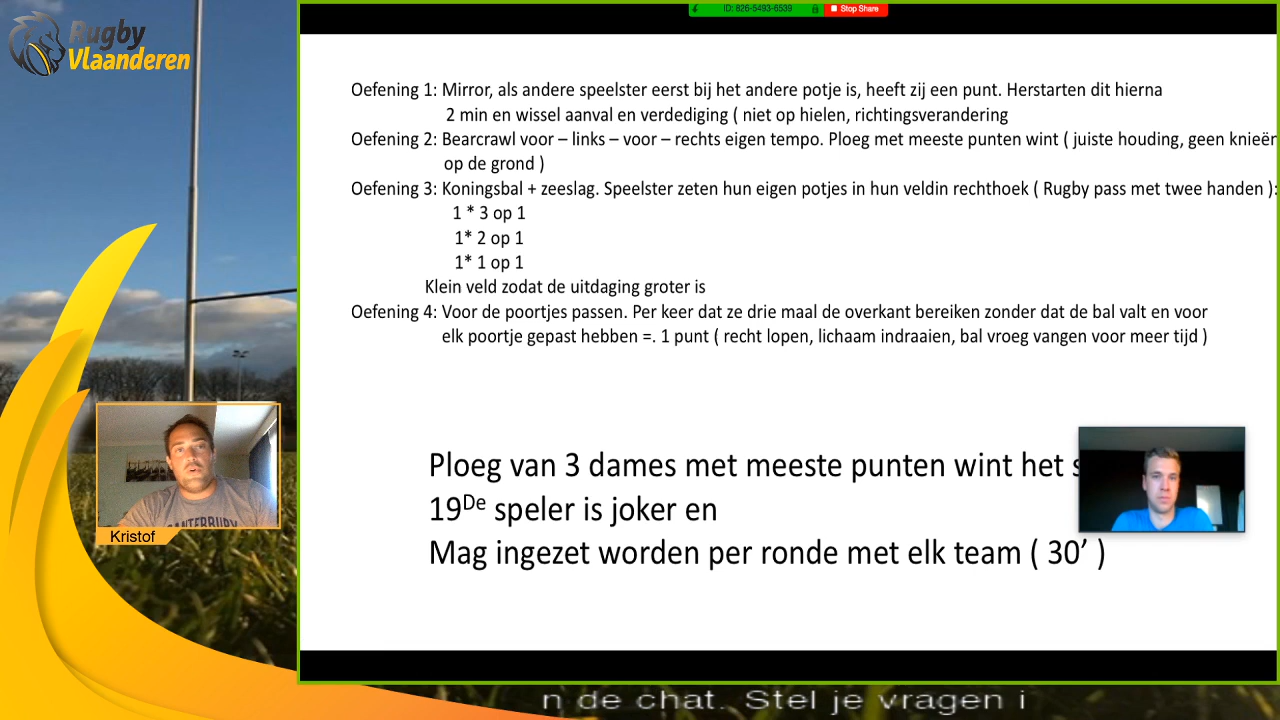 Rugby
Vlaanderen
ID: 826-5493-6539
Stop Share
Oefening 1: Mirror, als andere speelster eerst bij het andere potje is, heeft zij een punt. Herstarten dit hierna
2 min en wissel aanval en verdediging ( niet op hielen, richtingsverandering
Oefening 2: Bearcrawl voor – links – voor – rechts eigen tempo. Ploeg met meeste punten wint ( juiste houding, geen knieën
op de grond )
Oefening 3: Koningsbal + zeeslag. Speelster zeten hun eigen potjes in hun veldin rechthoek ( Rugby pass met twee handen ):
1 * 3 op 1
1* 2 op 1
1* 1 op 1
Klein veld zodat de uitdaging groter is
Oefening 4: Voor de poortjes passen. Per keer dat ze drie maal de overkant bereiken zonder dat de bal valt en voor
elk poortje gepast hebben =. 1 punt ( recht lopen, lichaam indraaien, bal vroeg vangen voor meer tijd )
Ploeg van 3 dames met meeste punten wint het s
19De speler is joker en
Mag ingezet worden per ronde met elk team ( 30’ )
CANTERBURY
Kristof
n de chat. Stel je vragen i